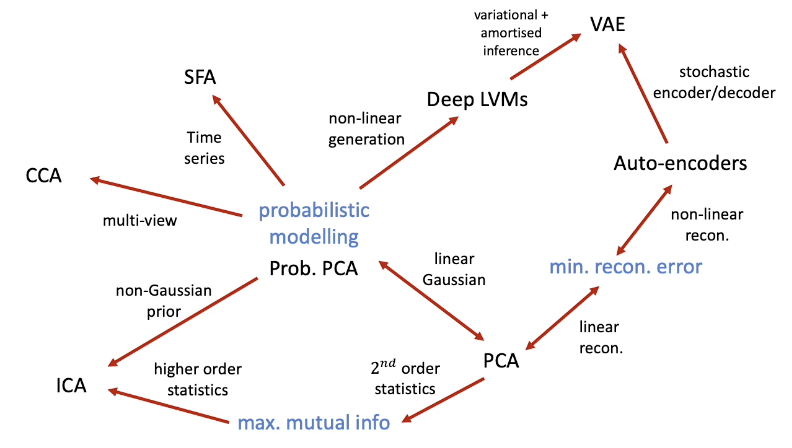 variational +
amortised
inference
VAE
SFA
stochastic
encoder/decoder
Deep LVMs
non-linear
generation
Time
series
Auto-encoders
CCA
multi-view
probabilistic
modelling
non-linear
recon.
Prob. PCA
linear
Gaussian
min. recon. error
non-Gaussian
prior
linear
recon.
PCA
ICA
higher order
statistics
2nd order
statistics
max. mutual info